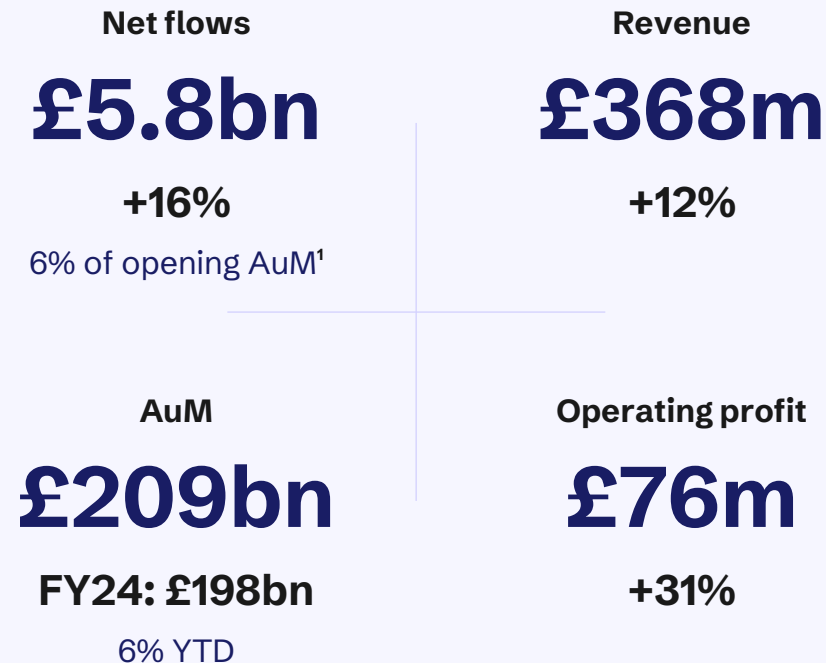 Net flows
£5.8bn
+16%
6% of opening AuM¹
Revenue
£368m
+12%
AuM
£209bn
FY24: £198bn
6% YTD
Operating profit
£76m
+31%